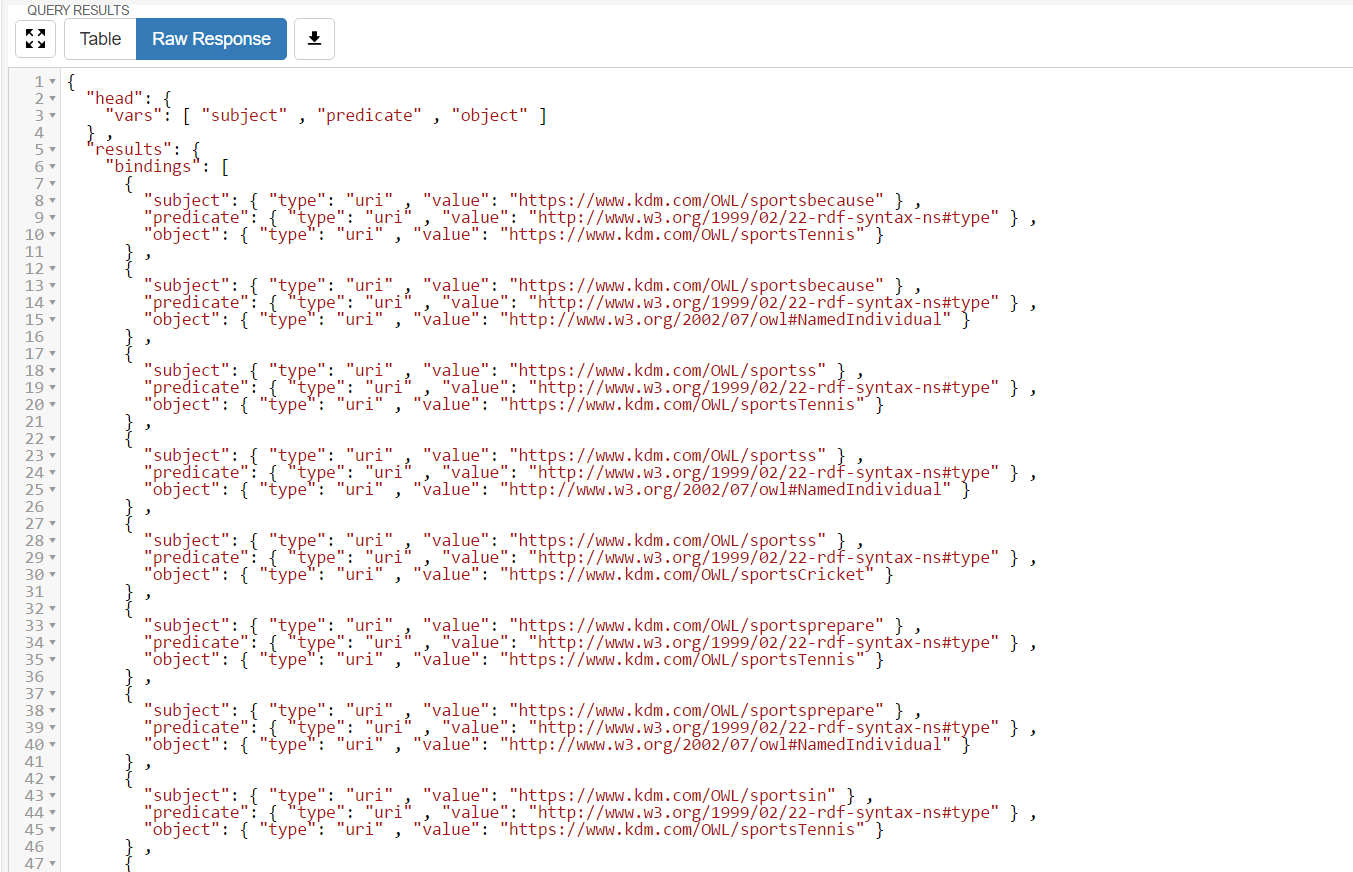 QUERY RESULTS
Table Raw Response
1 {
2 "head": {
3 "vars": [ "subject" , "predicate" , "object" ]
4 } ,
5 "results": {
6 "bindings": [
7 {
8 "subject": { "type": "uri" , "value": "https://www.kdm.com/OWL/sportsbecause" } ,
9 "predicate": { "type": "uri" , "value": "http://www.w3.org/1999/02/22-rdf-syntax-ns#type" } ,
10 "object": { "type": "uri" , "value": "https://www.kdm.com/OWL/sportsTennis" }
11 } ,
12 {
13 "subject": { "type": "uri" , "value": "https://www.kdm.com/OWL/sportsbecause" } ,
14 "predicate": { "type": "uri" , "value": "http://www.w3.org/1999/02/22-rdf-syntax-ns#type" } ,
15 "object": { "type": "uri" , "value": "http://www.w3.org/2002/07/owl#NamedIndividual" }
16 } ,
17 {
18 "subject": { "type": "uri" , "value": "https://www.kdm.com/OWL/sportss" } ,
19 "predicate": { "type": "uri" , "value": "http://www.w3.org/1999/02/22-rdf-syntax-ns#type" } ,
20 "object": { "type": "uri" , "value": "https://www.kdm.com/OWL/sportsTennis" }
21 } ,
22 {
23 "subject": { "type": "uri" , "value": "https://www.kdm.com/OWL/sportss" } ,
24 "predicate": { "type": "uri" , "value": "http://www.w3.org/1999/02/22-rdf-syntax-ns#type" } ,
25 "object": { "type": "uri" , "value": "http://www.w3.org/2002/07/owl#NamedIndividual" }
26 } ,
27 {
28 "subject": { "type": "uri" , "value": "https://www.kdm.com/OWL/sportss" } ,
29 "predicate": { "type": "uri" , "value": "http://www.w3.org/1999/02/22-rdf-syntax-ns#type" } ,
30 "object": { "type": "uri" , "value": "https://www.kdm.com/OWL/sportsCricket" }
31 } ,
32 {
33 "subject": { "type": "uri" , "value": "https://www.kdm.com/OWL/sportsprepare" } ,
34 "predicate": { "type": "uri" , "value": "http://www.w3.org/1999/02/22-rdf-syntax-ns#type" } ,
35 "object": { "type": "uri" , "value": "https://www.kdm.com/OWL/sportsTennis" }
36 } ,
37 {
38 "subject": { "type": "uri" , "value": "https://www.kdm.com/OWL/sportsprepare" } ,
39 "predicate": { "type": "uri" , "value": "http://www.w3.org/1999/02/22-rdf-syntax-ns#type" } ,
40 "object": { "type": "uri" , "value": "http://www.w3.org/2002/07/owl#NamedIndividual" }
41 } ,
42 {
43 "subject": { "type": "uri" , "value": "https://www.kdm.com/OWL/sportsin" } ,
44 "predicate": { "type": "uri" , "value": "http://www.w3.org/1999/02/22-rdf-syntax-ns#type" } ,
45 "object": { "type": "uri" , "value": "https://www.kdm.com/OWL/sportsTennis" }
46 } ,
47 {